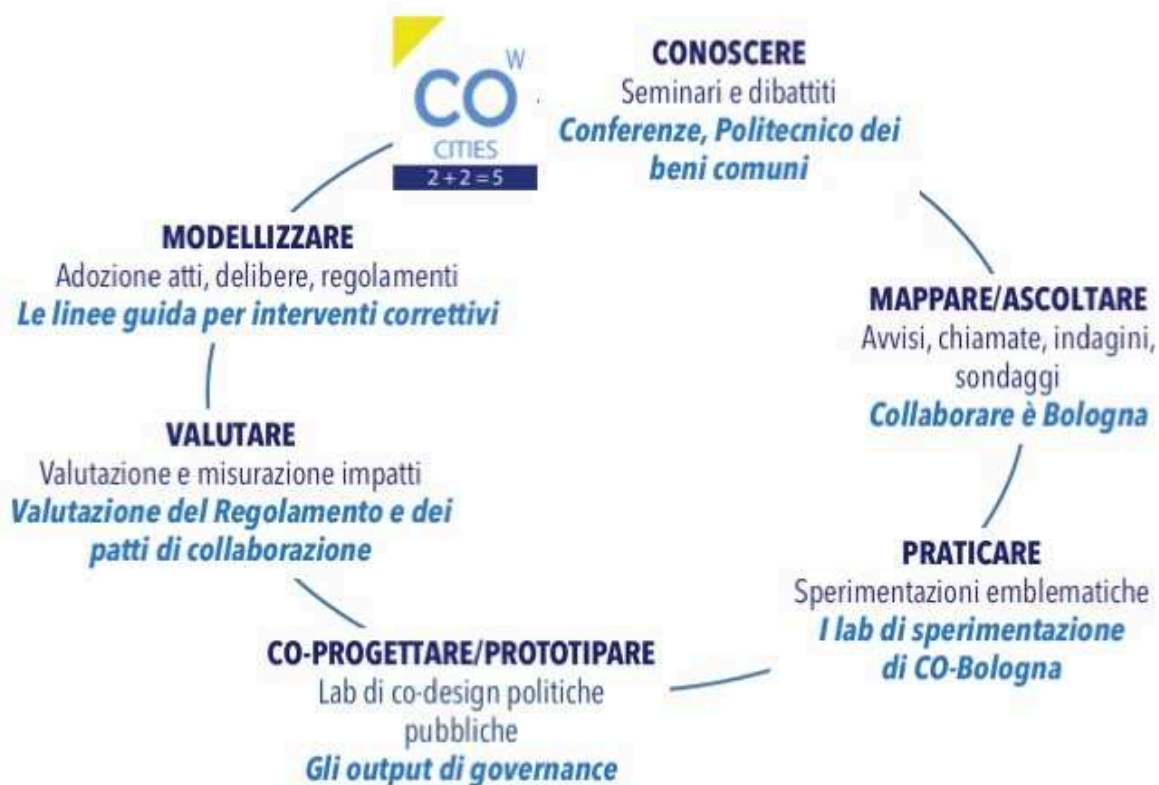 W
CO
CITIES
2+2=5
CONOSCERE
Seminari e dibattiti
Conferenze, Politecnico dei
beni comuni
MAPPARE/ASCOLTARE
Avvisi, chiamate, indagini,
sondaggi
Collaborare è Bologna
PRATICARE
Sperimentazioni emblematiche
I lab di sperimentazione
di CO-Bologna
CO-PROGETTARE/PROTOTIPARE
Lab di co-design politiche
pubbliche
Gli output di governance
VALUTARE
Valutazione e misurazione impatti
Valutazione del Regolamento e dei
patti di collaborazione
MODELLIZZARE
Adozione atti, delibere, regolamenti
Le linee guida per interventi correttivi